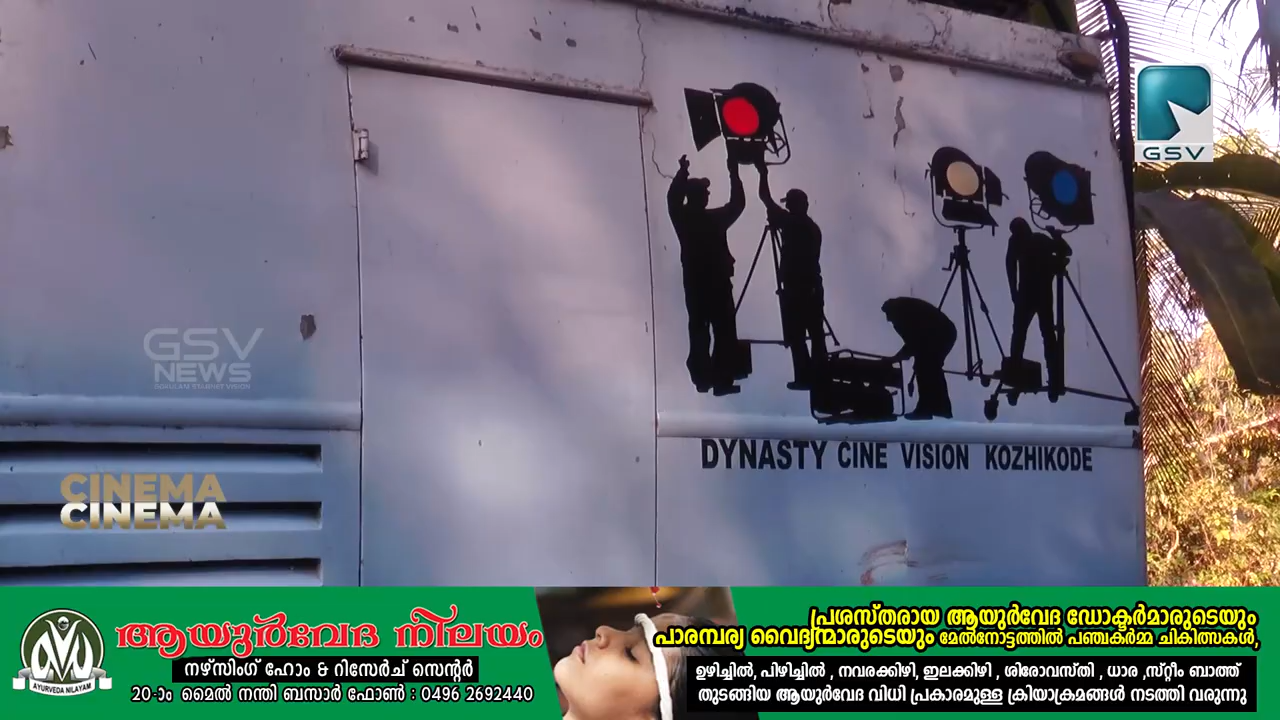 GSV
GSV
NEWS
DYNASTY CINE VISION KOZHIKODE
CINEMA
CINEMA
ആയുർവേദ നിലയം
നഴ്സിംഗ് ഹോം & റിസേർച് സെന്റർ
20-ാം മൈൽ നന്തി ബസാർ ഫോൺ : 0496 2692440
AYURVEDA NILAYAM
പ്രശസ്തരായ ആയുർവേദ ഡോക്ടർമാരുടെയും
പാരമ്പര്യ വൈദ്യന്മാരുടെയും മേൽനോട്ടത്തിൽ പഞ്ചകർമ്മ ചികിത്സകൾ,
ഉഴിച്ചിൽ, പിഴിച്ചിൽ , നവരക്കിഴി, ഇലക്കിഴി , ശിരോവസ്തി , ധാര ,സ്റ്റീം ബാത്ത്
തുടങ്ങിയ ആയുർവേദ വിധി പ്രകാരമുള്ള ക്രിയാക്രമങ്ങൾ നടത്തി വരുന്നു